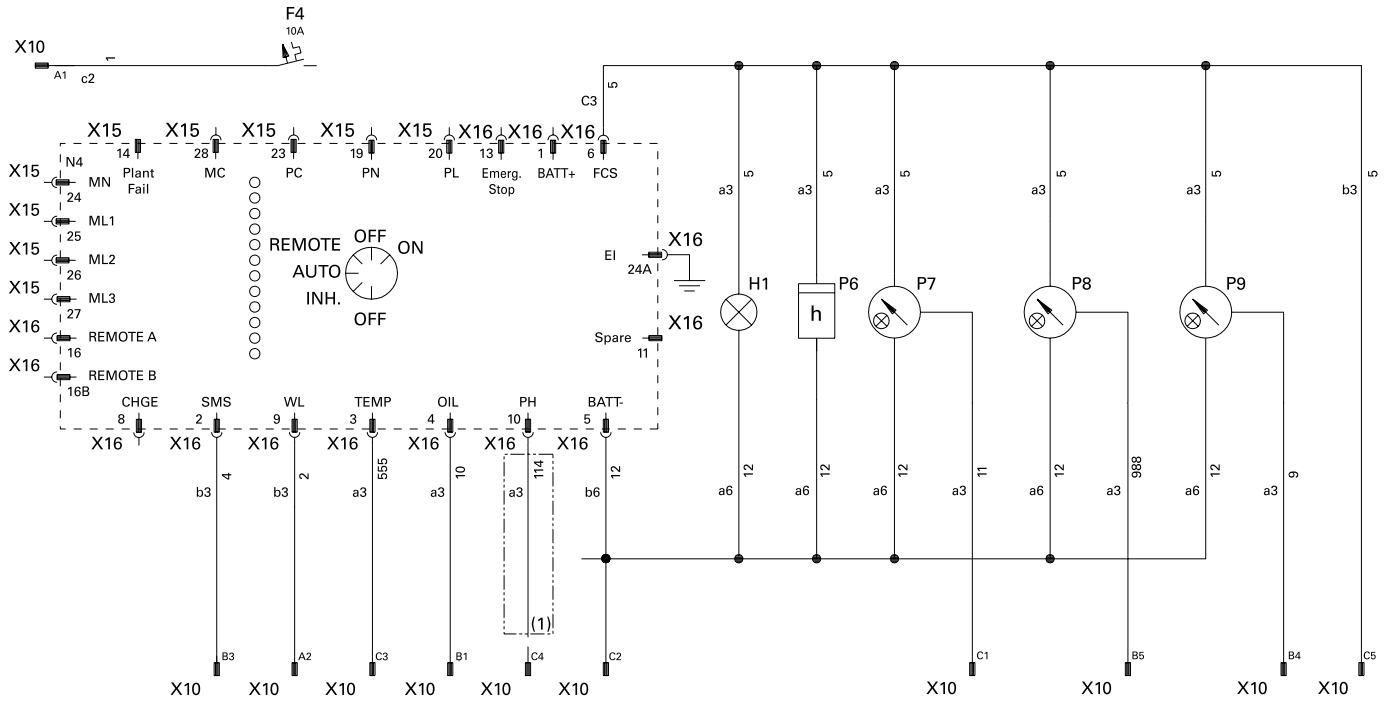 F4
10A
X10
A1 c2 1
C3 5
X15 X15 X15 X15 X15 X16 X16 X16
14 28 23 19 20 13 1 6
Plant Fail MC PC PN PL Emerg. Stop BATT+ FCS
N4
X15 MN
24
X15 ML1
25
X15 ML2
26
X15 ML3
27
X16 REMOTE A
16
X16 REMOTE B
16B
OFF
REMOTE ON
AUTO
INH.
OFF
X16
EI
24A
X16
Spare
11
a3 5 a3 5 a3 5 a3 5 a3 5 b3 5
H1 P6 P7 P8 P9
h
CHGE SMS WL TEMP OIL PH BATT-
8 2 9 3 4 10 5
X16 X16 X16 X16 X16 X16 X16
4 2 555 10 114 12 12 12 12 11 12 988 12 9
b3 b3 a3 a3 a3 b6 a6 a6 a6 a3 a6 a3 a6 a3
(1)
B3 A2 C3 B1 C4 C2 C1 B5 B4 C5
X10 X10 X10 X10 X10 X10 X10 X10 X10 X10